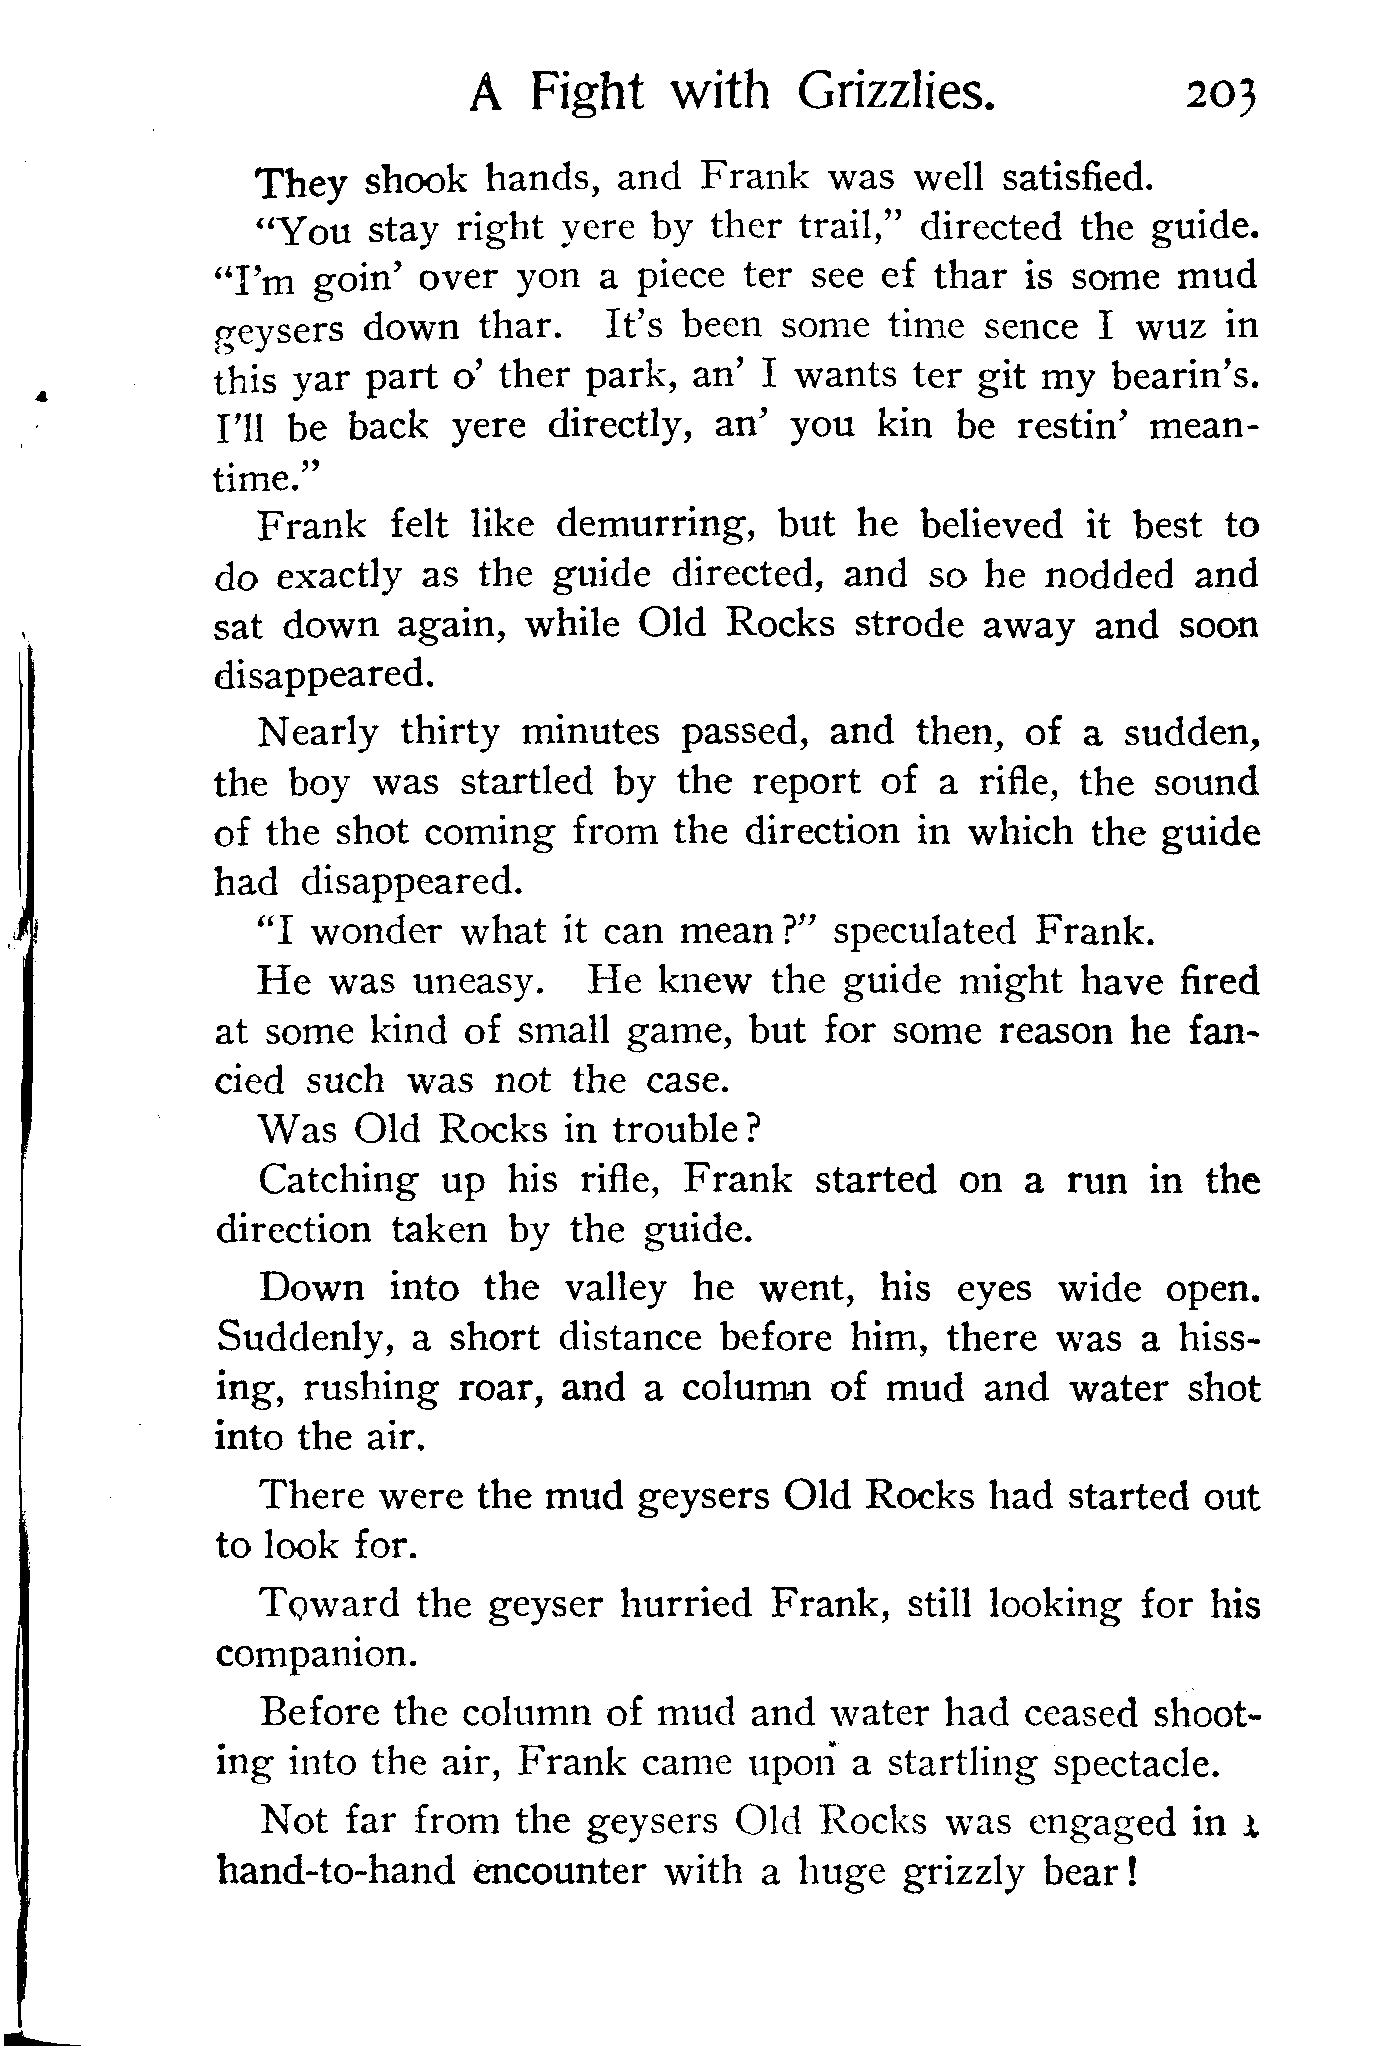 A Fight with Grizzlies. 203
They shook hands, and Frank was well satisfied.
“You stay right yere by ther trail,” directed the guide.
“I’m goin’ over yon a piece ter see ef thar is some mud
geysers down thar. It’s been some time sence I wuz in
this yar part o’ ther park, an’ I wants ter git my bearin’s.
I’ll be back yere directly, an’ you kin be restin’ mean-
time.”
Frank felt like demurring, but he believed it best to
do exactly as the guide directed, and so he nodded and
sat down again, while Old Rocks strode away and soon
disappeared.
Nearly thirty minutes passed, and then, of a sudden,
the boy was startled by the report of a rifle, the sound
of the shot coming from the direction in which the guide
had disappeared.
“I wonder what it can mean?” speculated Frank.
He was uneasy. He knew the guide might have fired
at some kind of small game, but for some reason he fan-
cied such was not the case.
Was Old Rocks in trouble?
Catching up his rifle, Frank started on a run in the
direction taken by the guide.
Down into the valley he went, his eyes wide open.
Suddenly, a short distance before him, there was a hiss-
ing, rushing roar, and a column of mud and water shot
into the air.
There were the mud geysers Old Rocks had started out
to look for.
Toward the geyser hurried Frank, still looking for his
companion.
Before the column of mud and water had ceased shoot-
ing into the air, Frank came upon a startling spectacle.
Not far from the geysers Old Rocks was engaged in a
hand-to-hand encounter with a huge grizzly bear!